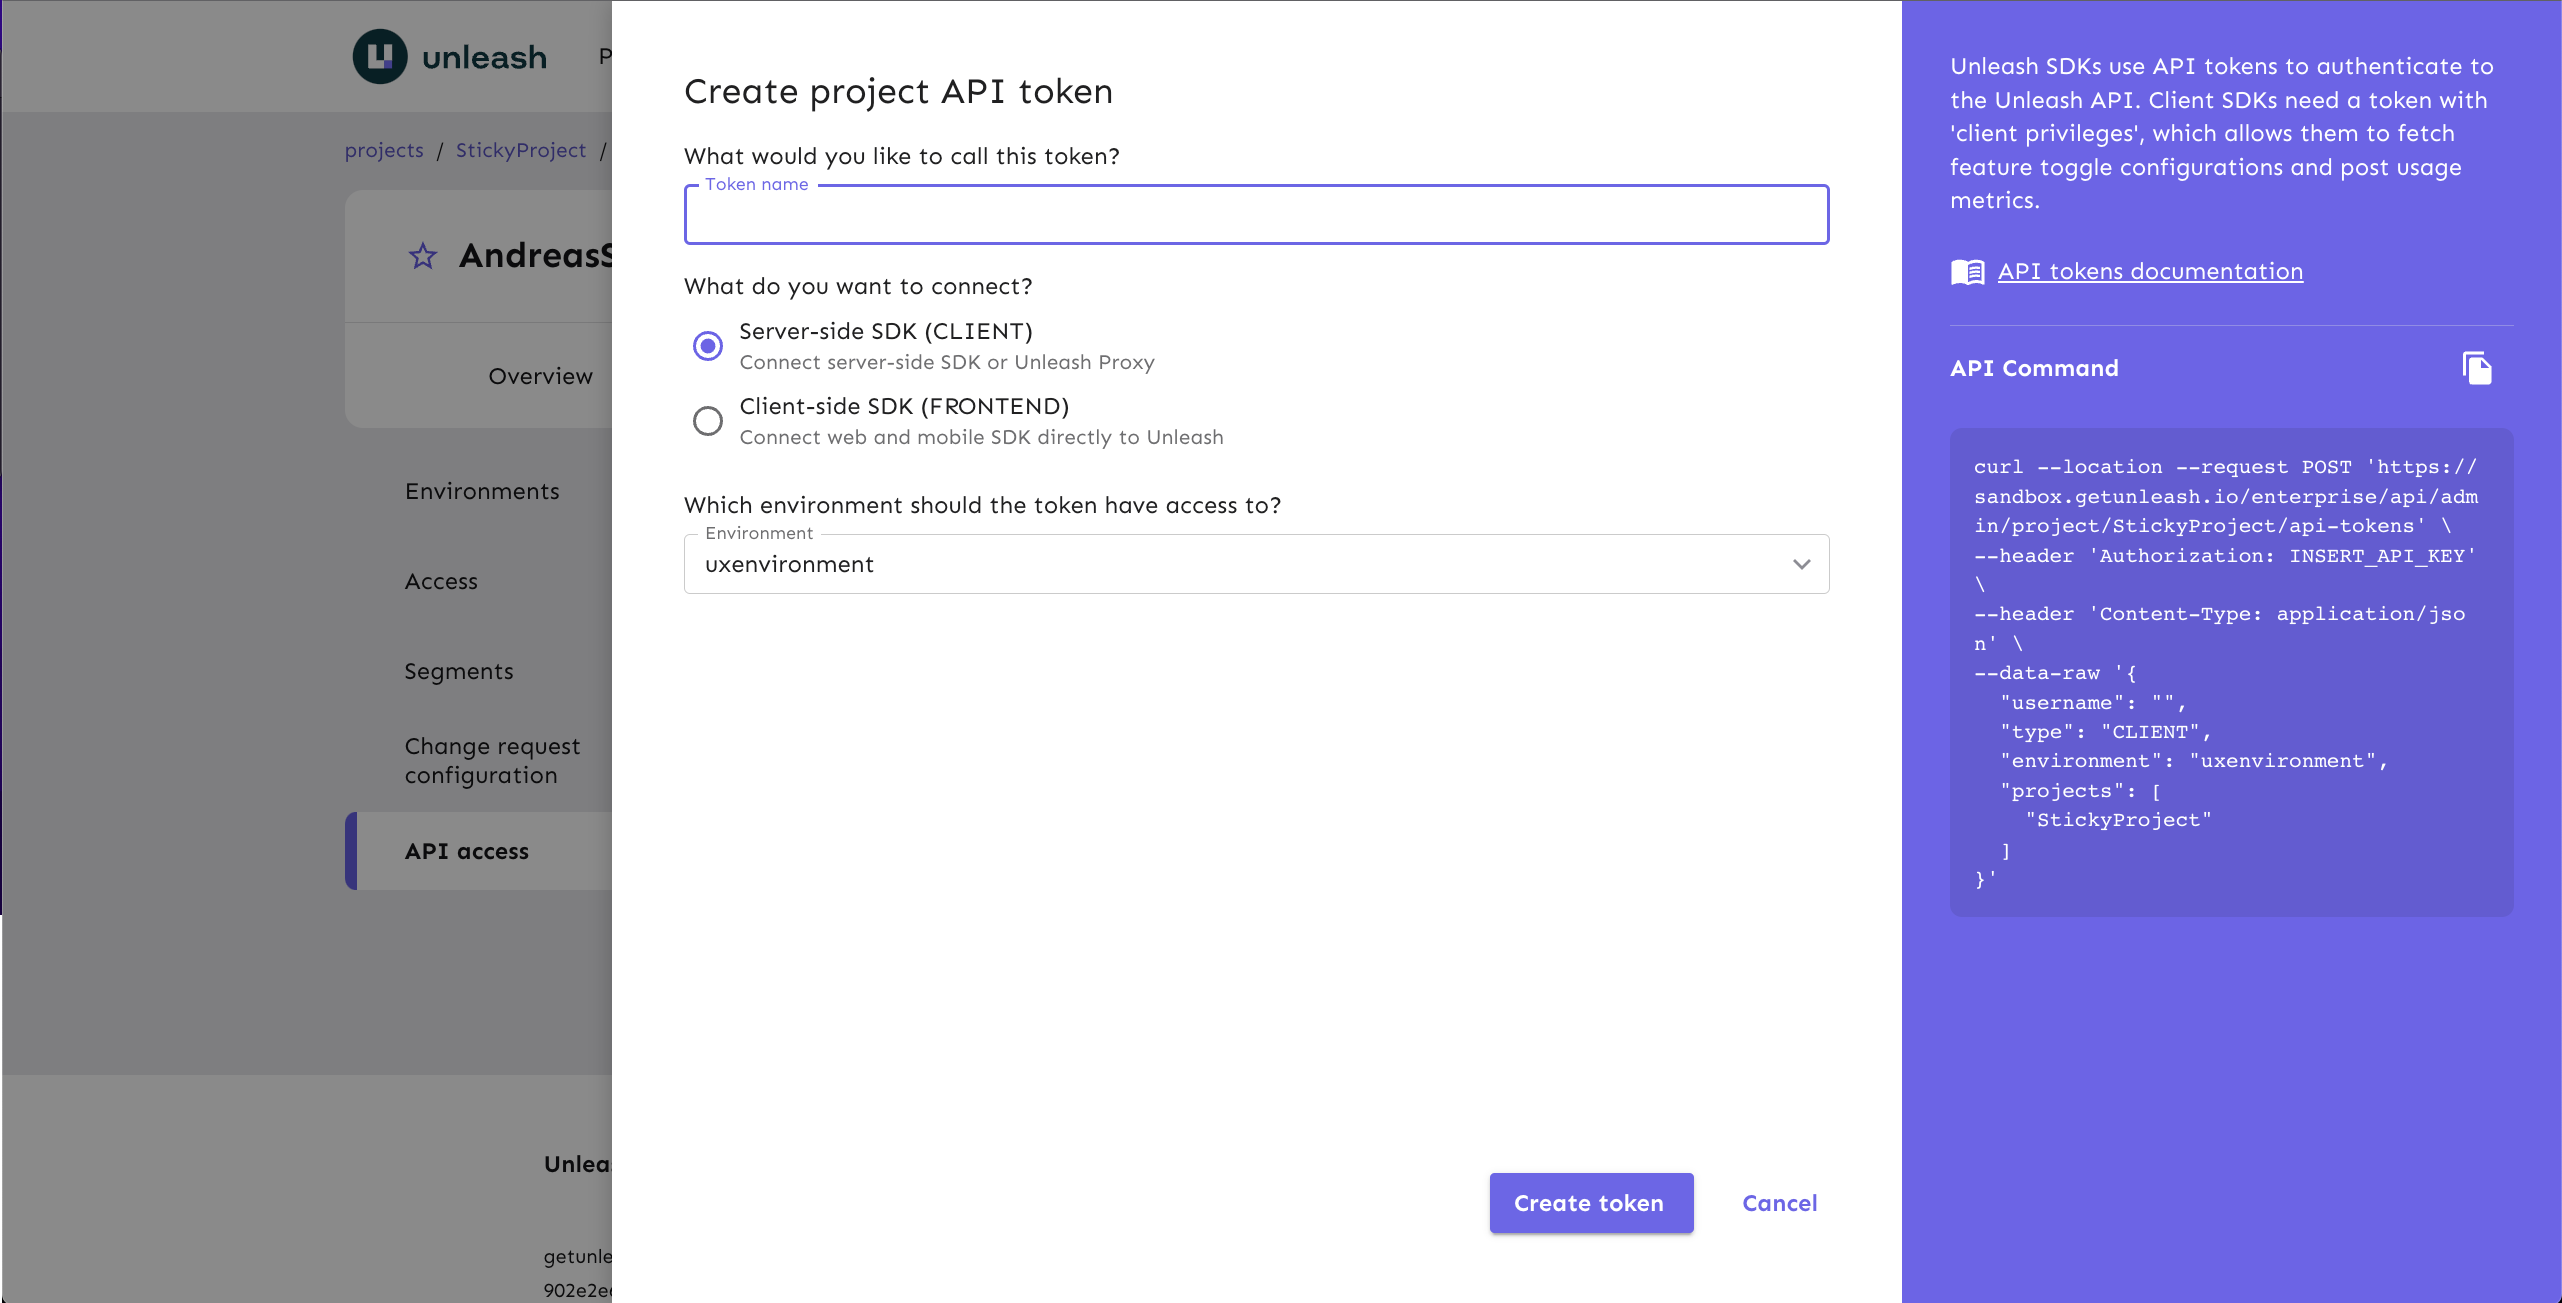 unleash
projects / StickyProject /
Overview
Environments
Access
Segments
Change request
configuration
API access
Create project API token
What would you like to call this token?
Token name
What do you want to connect?
Server-side SDK (CLIENT)
Connect server-side SDK or Unleash Proxy
Client-side SDK (FRONTEND)
Connect web and mobile SDK directly to Unleash
Which environment should the token have access to?
Environment
uxenvironment
Create token
Cancel
Unleash SDKs use API tokens to authenticate to
the Unleash API. Client SDKs need a token with
'client privileges', which allows them to fetch
feature toggle configurations and post usage
metrics.
API tokens documentation
API Command
curl --location --request POST 'https://
sandbox.getunleash.io/enterprise/api/adm
in/project/StickyProject/api-tokens' \
--header 'Authorization: INSERT_API_KEY'
\
--header 'Content-Type: application/jso
n' \
--data-raw '{
"username": "",
"type": "CLIENT",
"environment": "uxenvironment",
"projects": [
"StickyProject"
]
}'